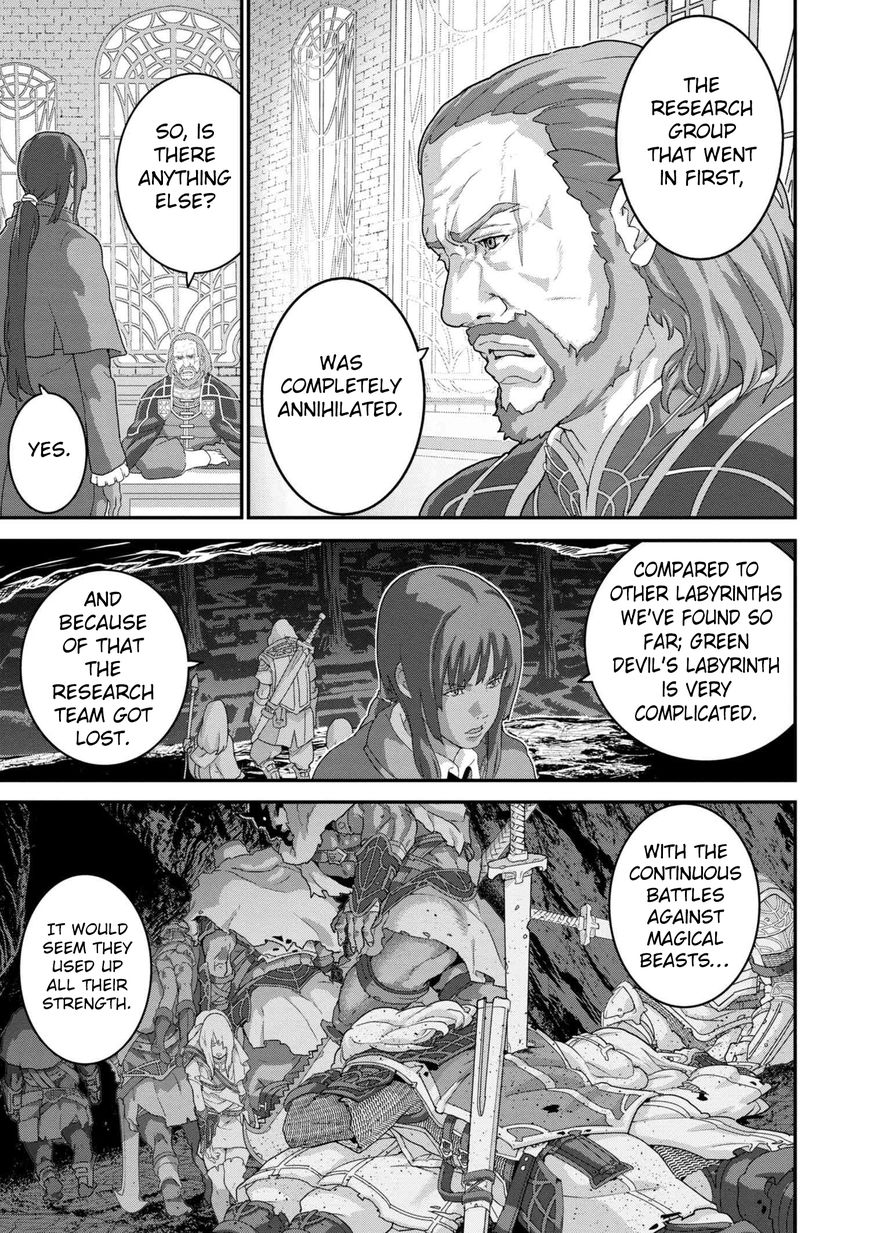 THE
RESEARCH
GROUP
THAT WENT
IN FIRST,
WAS
COMPLETELY
ANNIHILATED.
SO, IS
THERE
ANYTHING
ELSE?
YES.
COMPARED TO
OTHER LABYRINTHS
WE'VE FOUND SO
FAR; GREEN
DEVIL'S LABYRINTH
IS VERY
COMPLICATED.
AND
BECAUSE
OF THAT
THE
RESEARCH
TEAM GOT
LOST.
WITH THE
CONTINUOUS
BATTLES
AGAINST
MAGICAL
BEASTS...
IT WOULD
SEEM THEY
USED UP
ALL THEIR
STRENGTH.